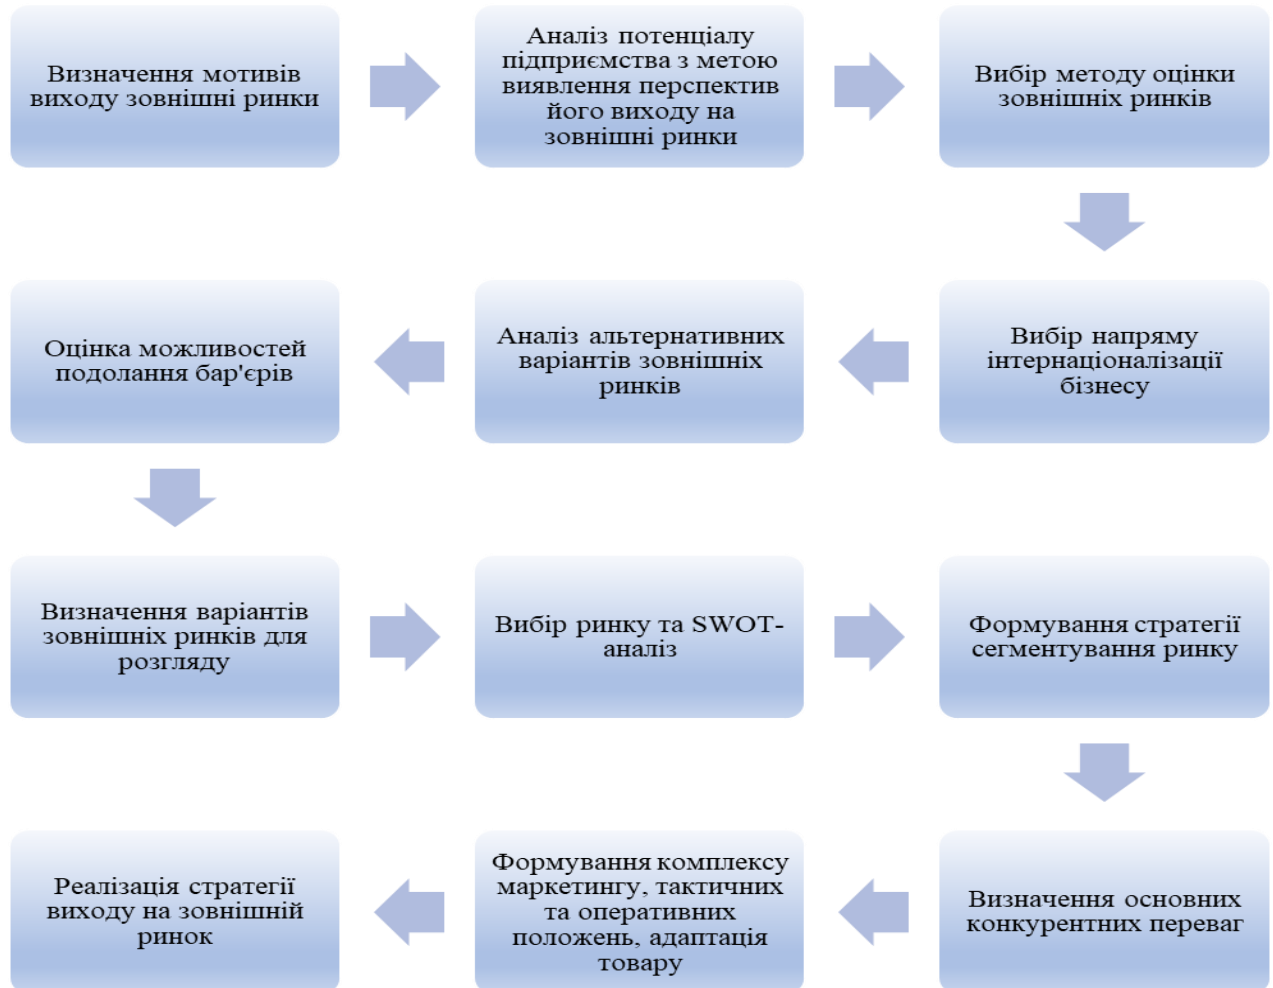 Визначення мотивів
виходу зовнішні ринки
Аналіз потенціалу
підприємства з метою
виявлення перспектив
його виходу на
зовнішні ринки
Вибір методу оцінки
зовнішніх ринків
Вибір напряму
інтернаціоналізації
бізнесу
Аналіз альтернативних
варіантів зовнішніх
ринків
Оцінка можливостей
подолання бар'єрів
Визначення варіантів
зовнішніх ринків для
розгляду
Вибір ринку та SWOT-
аналіз
Формування стратегії
сегментування ринку
Визначення основних
конкурентних переваг
Формування комплексу
маркетингу, тактичних
та оперативних
положень, адаптація
товару
Реалізація стратегії
виходу на зовнішній
ринок